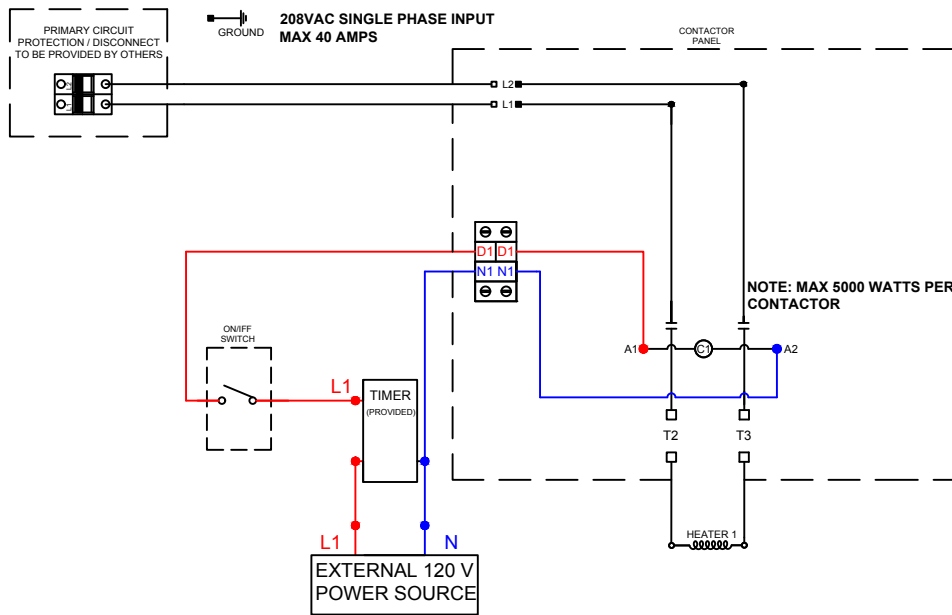 PRIMARY CIRCUIT
PROTECTION / DISCONNECT
TO BE PROVIDED BY OTHERS
L2
L1
GROUND
208VAC SINGLE PHASE INPUT
MAX 40 AMPS
CONTACTOR
PANEL
L2
L1
D1 D1
N1 N1
NOTE: MAX 5000 WATTS PER
CONTACTOR
A1 C1 A2
ON/IFF
SWITCH
L1
TIMER
(PROVIDED)
T2 T3
HEATER 1
L1 N
EXTERNAL 120 V
POWER SOURCE